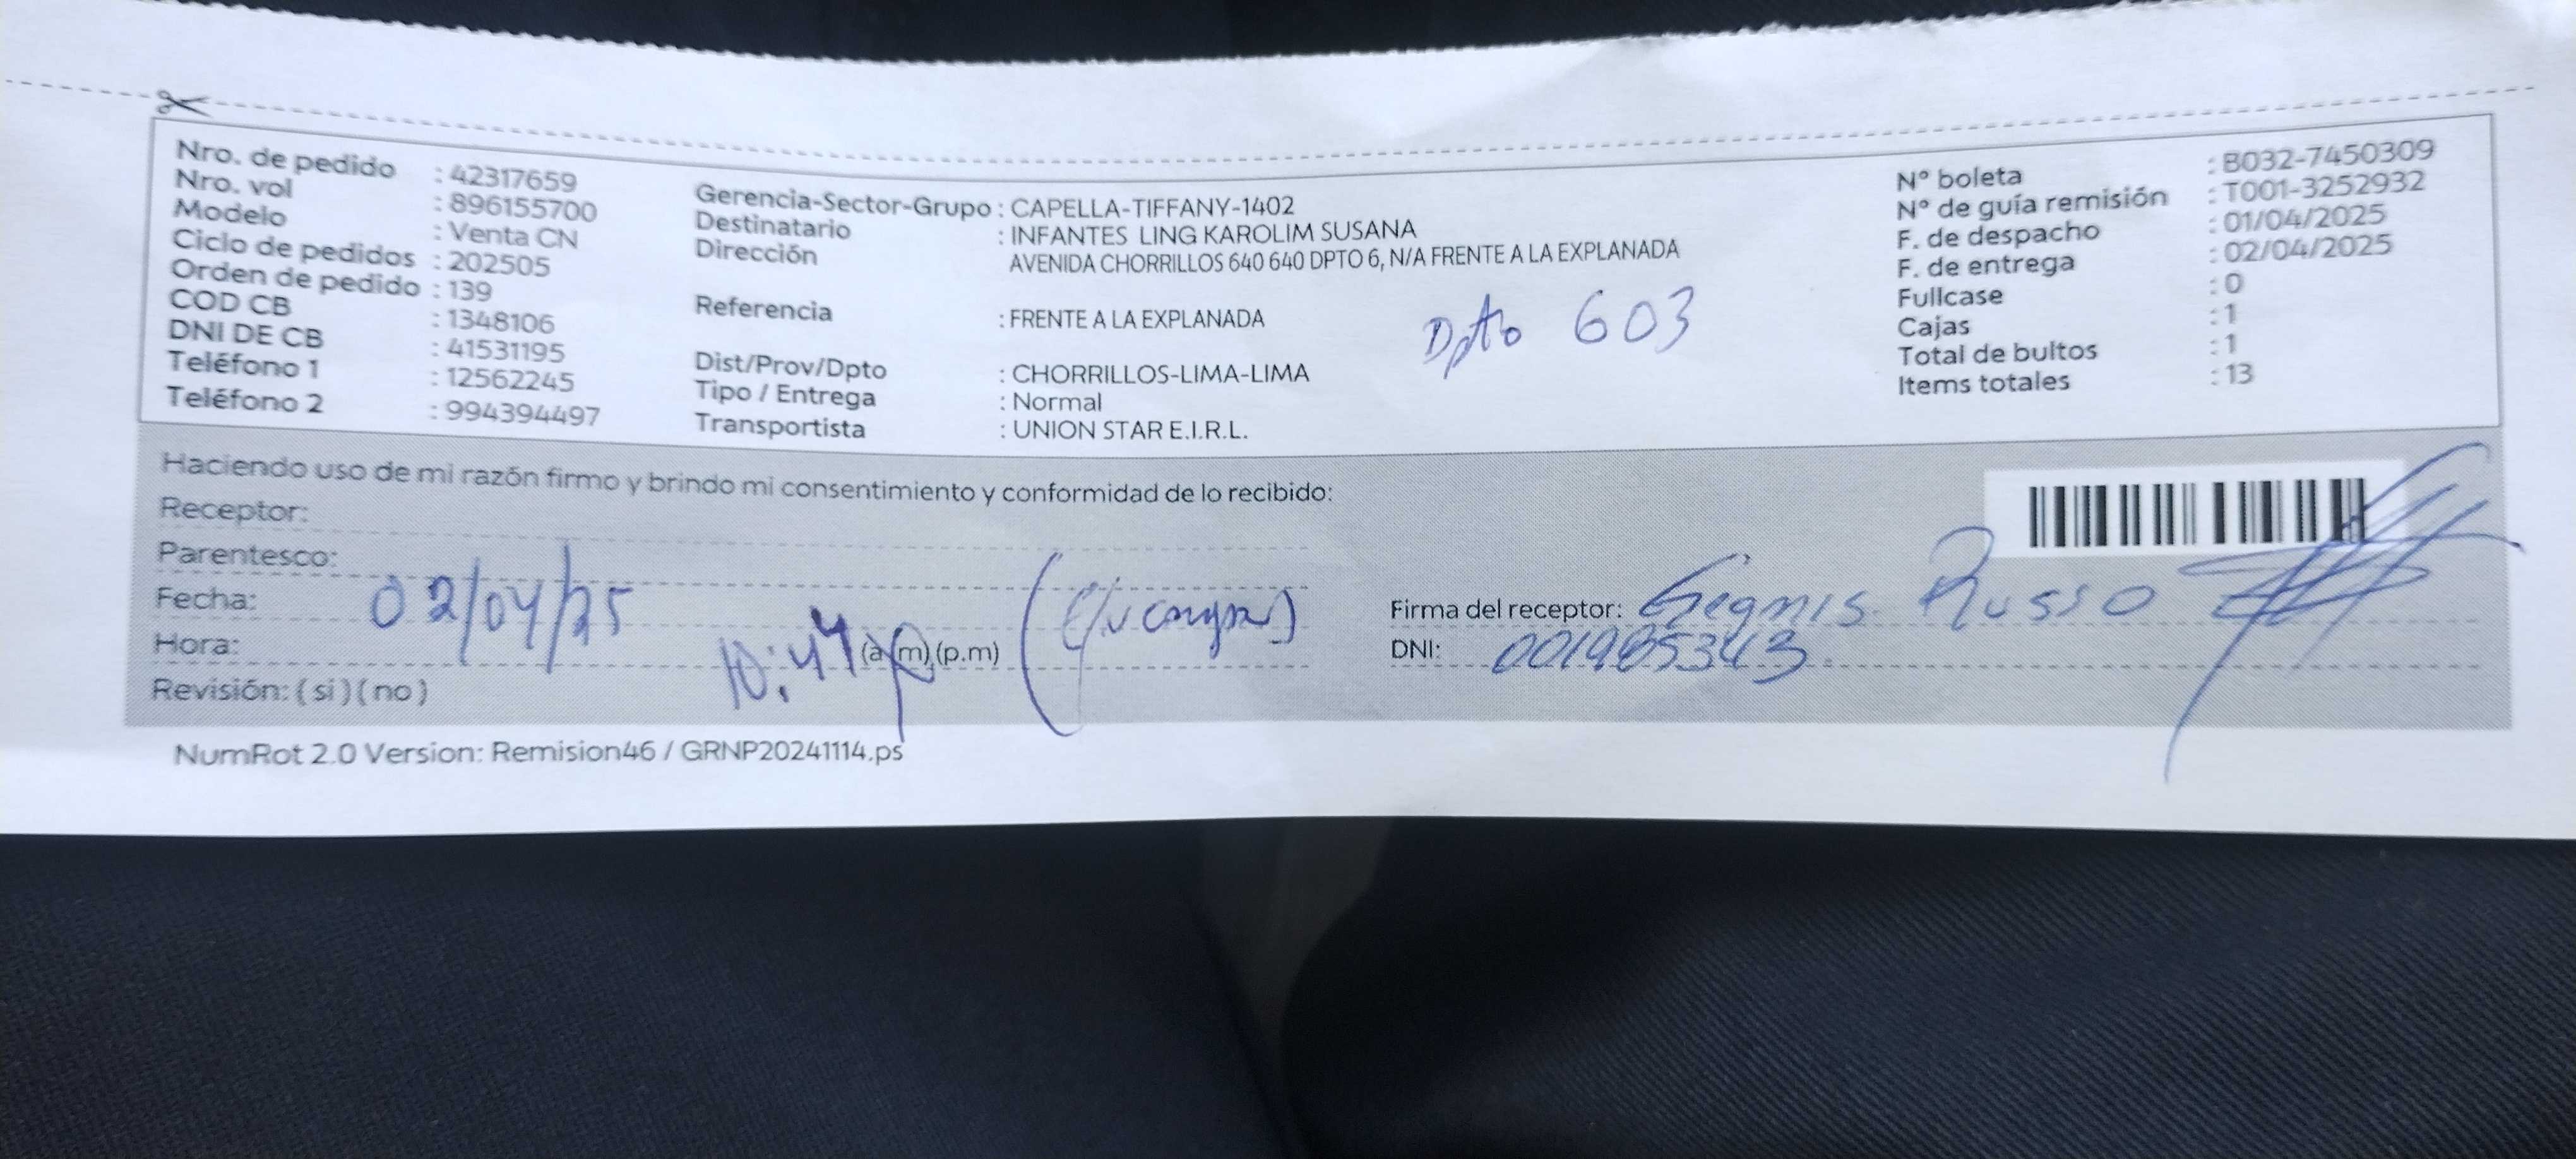 Nro. de pedido : 42317659
Nro. vol : 896155700
Modelo : Venta CN
Ciclo de pedidos : 202505
Orden de pedido : 139
COD CB : 1348106
DNI DE CB : 41531195
Teléfono 1 : 12562245
Teléfono 2 : 994394497
Gerencia-Sector-Grupo : CAPELLA-TIFFANY-1402
Destinatario : INFANTES LING KAROLIM SUSANA
Dirección AVENIDA CHORRILLOS 640 640 DPTO 6, N/A FRENTE A LA EXPLANADA
Referencia : FRENTE A LA EXPLANADA
Dpto 603
Dist/Prov/Dpto : CHORRILLOS-LIMA-LIMA
Tipo / Entrega : Normal
Transportista : UNION STAR E.I.R.L.
N° boleta : B032-7450309
N° de guía remisión : T001-3252932
F. de despacho : 01/04/2025
F. de entrega : 02/04/2025
Fullcase : 0
Cajas : 1
Total de bultos : 1
Items totales : 13
Haciendo uso de mi razón firmo y brindo mi consentimiento y conformidad de lo recibido:
Receptor:
Parentesco:
Fecha: 02/04/25
Hora: 10:44 (a.m) (p.m)
Revisión: ( si ) ( no )
Firma del receptor: Russo
DNI: 001985343
NumRot 2.0 Version: Remision46 / GRNP20241114.ps